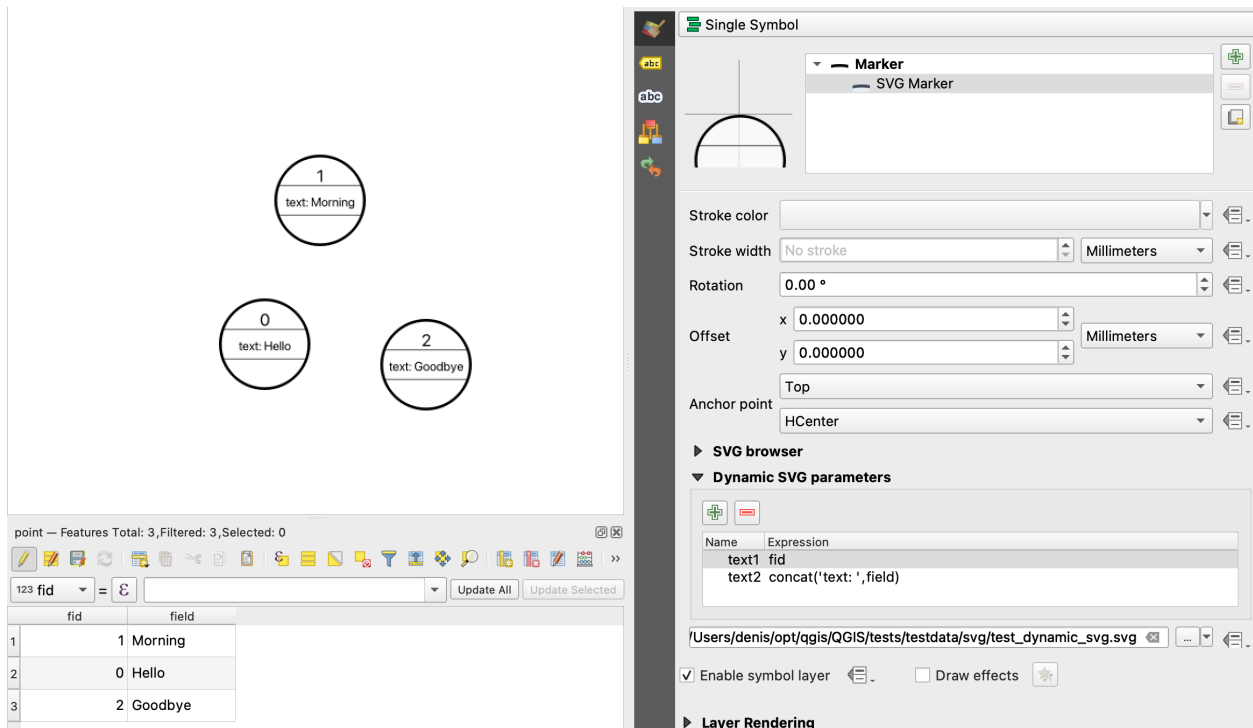 1
text: Morning
0
text: Hello
2
text: Goodbye
point — Features Total: 3,Filtered: 3,Selected: 0
123 fid = ε Update All Update Selected
fid field
1 1 Morning
2 0 Hello
3 2 Goodbye
abc
abc
Single Symbol
Marker
SVG Marker
Stroke color
Stroke width No stroke Millimeters
Rotation 0.00 °
Offset x 0.000000 Millimeters
y 0.000000
Anchor point Top
HCenter
SVG browser
Dynamic SVG parameters
Name Expression
text1 fid
text2 concat('text: ',field)
/Users/denis/opt/qgis/QGIS/tests/testdata/svg/test_dynamic_svg.svg ...
Enable symbol layer Draw effects
Layer Rendering